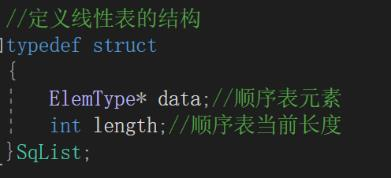 //定义线性表的结构
typedef struct
{
ElemType* data;//顺序表元素
int length;//顺序表当前长度
}SqList;